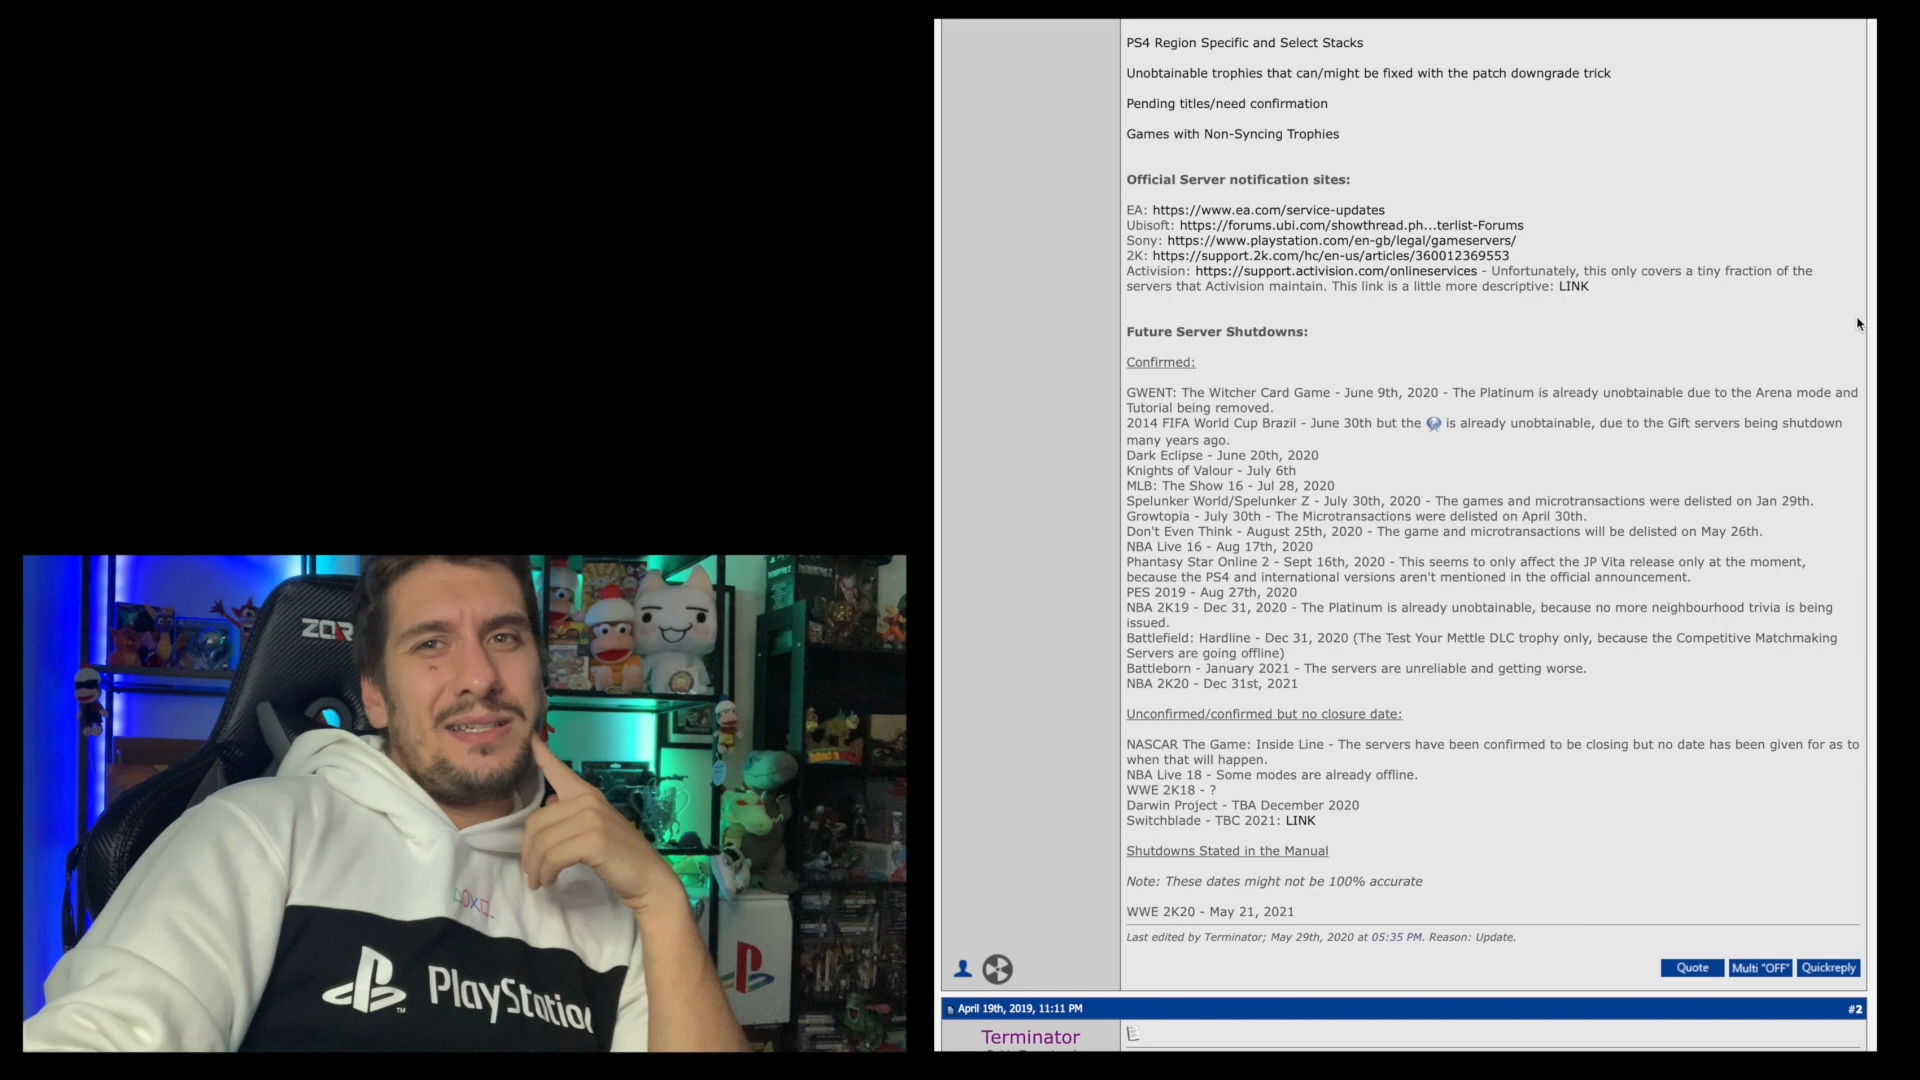 PS4 Region Specific and Select Stacks
Unobtainable trophies that can/might be fixed with the patch downgrade trick
Pending titles/need confirmation
Games with Non-Syncing Trophies
Official Server notification sites:
EA: https://www.ea.com/service-updates
Ubisoft: https://forums.ubi.com/showthread.ph...terlist-Forums
Sony: https://www.playstation.com/en-gb/legal/gameservers/
2K: https://support.2k.com/hc/en-us/articles/360012369553
Activision: https://support.activision.com/onlineservices - Unfortunately, this only covers a tiny fraction of the
servers that Activision maintain. This link is a little more descriptive: LINK
Future Server Shutdowns:
Confirmed:
GWENT: The Witcher Card Game - June 9th, 2020 - The Platinum is already unobtainable due to the Arena mode and
Tutorial being removed.
2014 FIFA World Cup Brazil - June 30th but the is already unobtainable, due to the Gift servers being shutdown
many years ago.
Dark Eclipse - June 20th, 2020
Knights of Valour - July 6th
MLB: The Show 16 - Jul 28, 2020
Spelunker World/Spelunker Z - July 30th, 2020 - The games and microtransactions were delisted on Jan 29th.
Growtopia - July 30th - The Microtransactions were delisted on April 30th.
Don't Even Think - August 25th, 2020 - The game and microtransactions will be delisted on May 26th.
NBA Live 16 - Aug 17th, 2020
Phantasy Star Online 2 - Sept 16th, 2020 - This seems to only affect the JP Vita release only at the moment,
because the PS4 and international versions aren't mentioned in the official announcement.
PES 2019 - Aug 27th, 2020
NBA 2K19 - Dec 31, 2020 - The Platinum is already unobtainable, because no more neighbourhood trivia is being
issued.
Battlefield: Hardline - Dec 31, 2020 (The Test Your Mettle DLC trophy only, because the Competitive Matchmaking
Servers are going offline)
Battleborn - January 2021 - The servers are unreliable and getting worse.
NBA 2K20 - Dec 31st, 2021
Unconfirmed/confirmed but no closure date:
NASCAR The Game: Inside Line - The servers have been confirmed to be closing but no date has been given for as to
when that will happen.
NBA Live 18 - Some modes are already offline.
WWE 2K18 - ?
Darwin Project - TBA December 2020
Switchblade - TBC 2021: LINK
Shutdowns Stated in the Manual
Note: These dates might not be 100% accurate
WWE 2K20 - May 21, 2021
Last edited by Terminator; May 29th, 2020 at 05:35 PM. Reason: Update.
Quote Multi "OFF" Quickreply
April 19th, 2019, 11:11 PM #2
Terminator
PlayStation